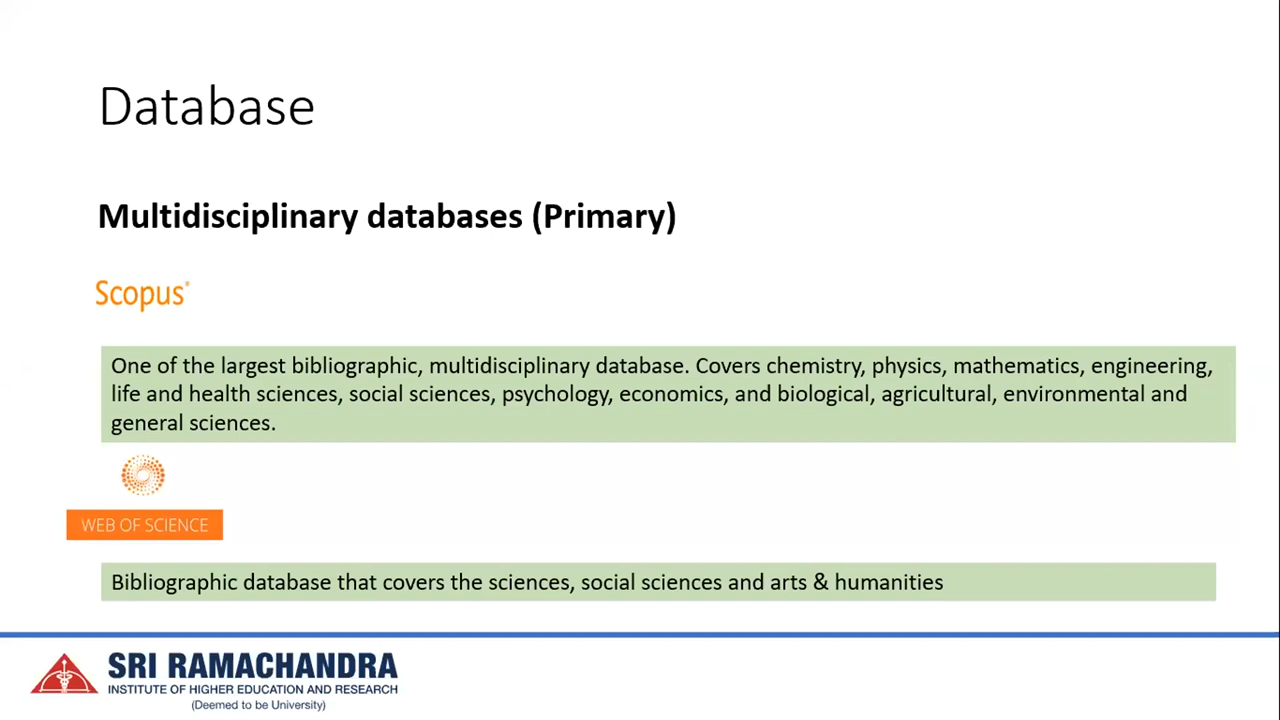 Database
Multidisciplinary databases (Primary)
Scopus®
One of the largest bibliographic, multidisciplinary database. Covers chemistry, physics, mathematics, engineering,
life and health sciences, social sciences, psychology, economics, and biological, agricultural, environmental and
general sciences.
WEB OF SCIENCE
Bibliographic database that covers the sciences, social sciences and arts & humanities
SRI RAMACHANDRA
INSTITUTE OF HIGHER EDUCATION AND RESEARCH
(Deemed to be University)